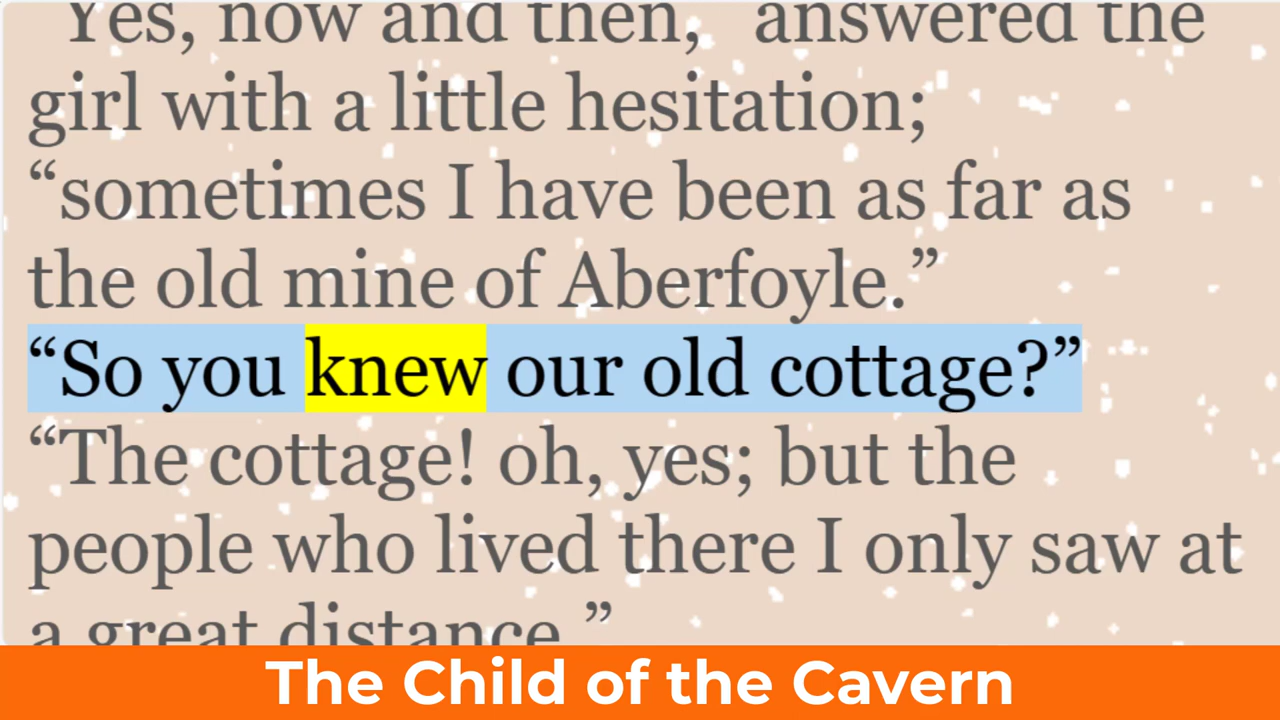 Yes, now and then,” answered the
girl with a little hesitation;
“sometimes I have been as far as
the old mine of Aberfoyle.”
“So you knew our old cottage?”
“The cottage! oh, yes; but the
people who lived there I only saw at
a great distance.”
The Child of the Cavern